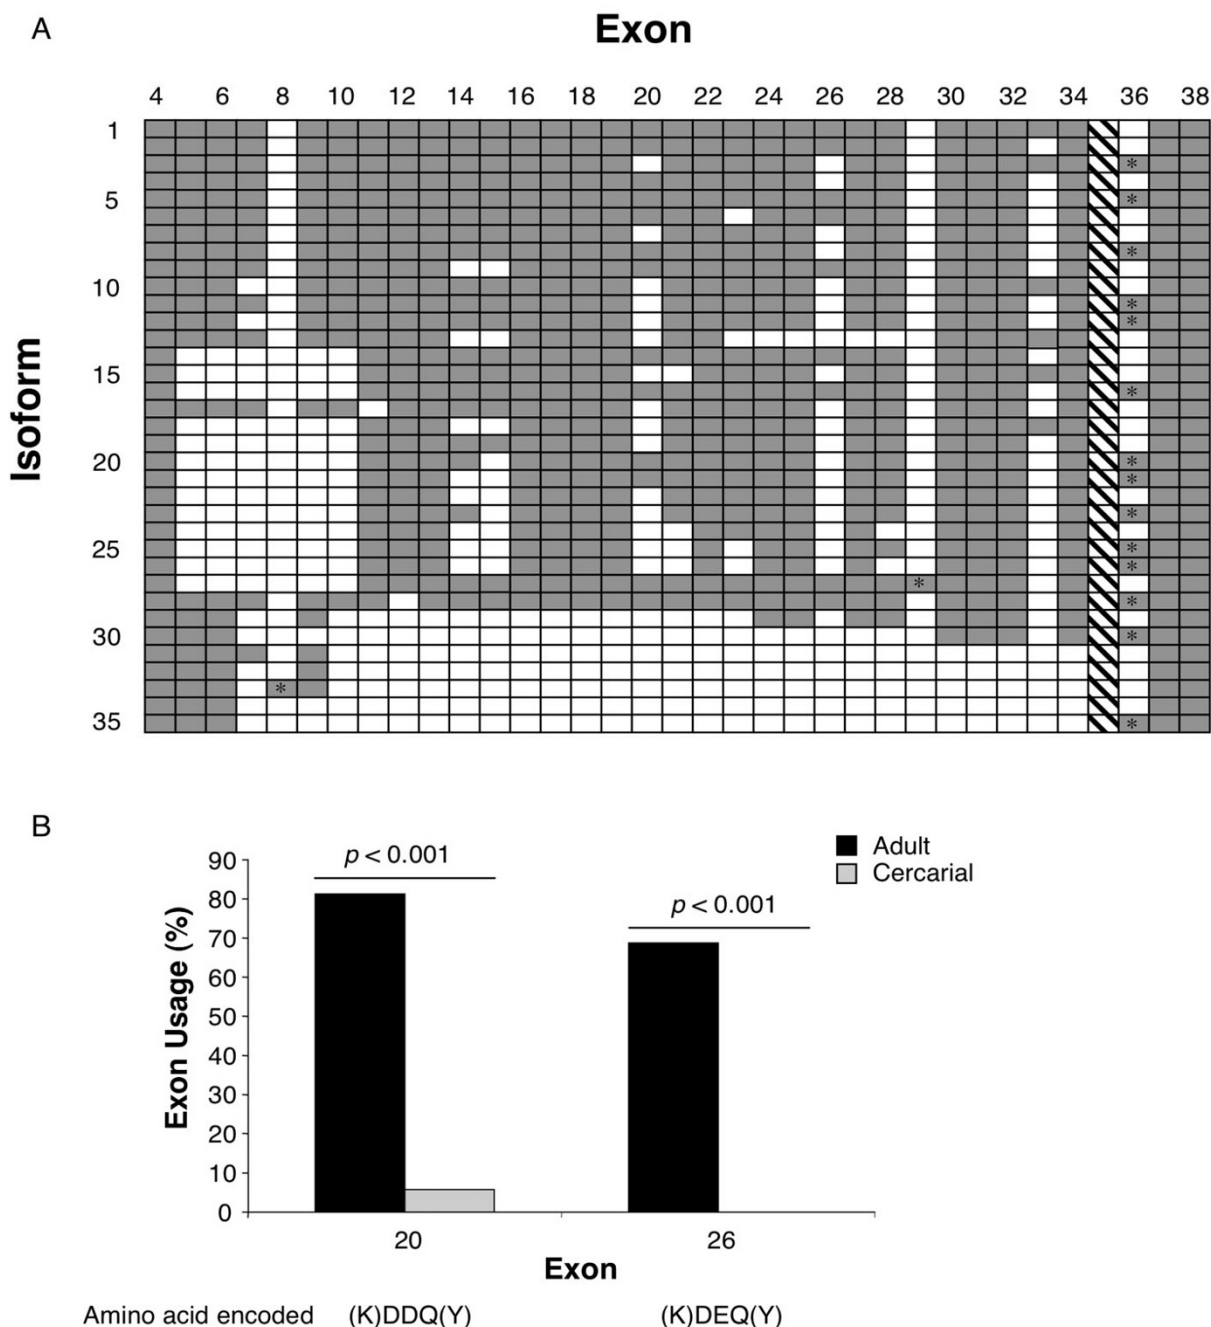 A
Exon
4 6 8 10 12 14 16 18 20 22 24 26 28 30 32 34 36 38
Isoform
1
*
5
*
*
10
*
*
15
*
20
*
*
*
25
*
*
*
*
30
*
*
35
*
B
Adult
Cercarial
p < 0.001
p < 0.001
Exon Usage (%)
90
80
70
60
50
40
30
20
10
0
20 26
Exon
Amino acid encoded (K)DDQ(Y) (K)DEQ(Y)